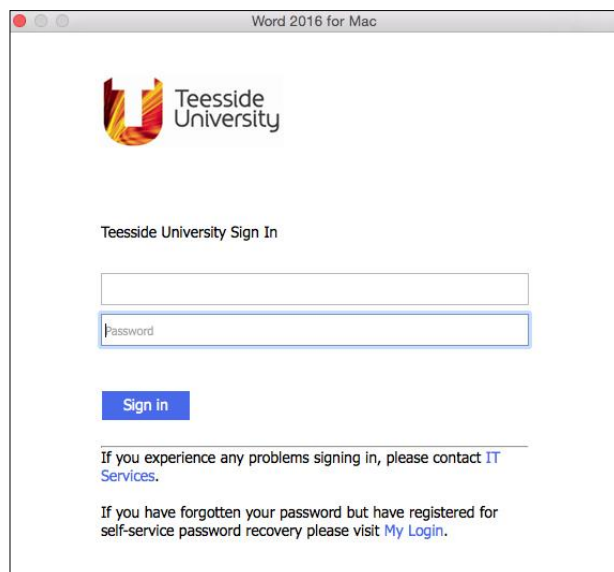 Word 2016 for Mac
Teesside
University
Teesside University Sign In
Password
Sign in
If you experience any problems signing in, please contact IT
Services.
If you have forgotten your password but have registered for
self-service password recovery please visit My Login.